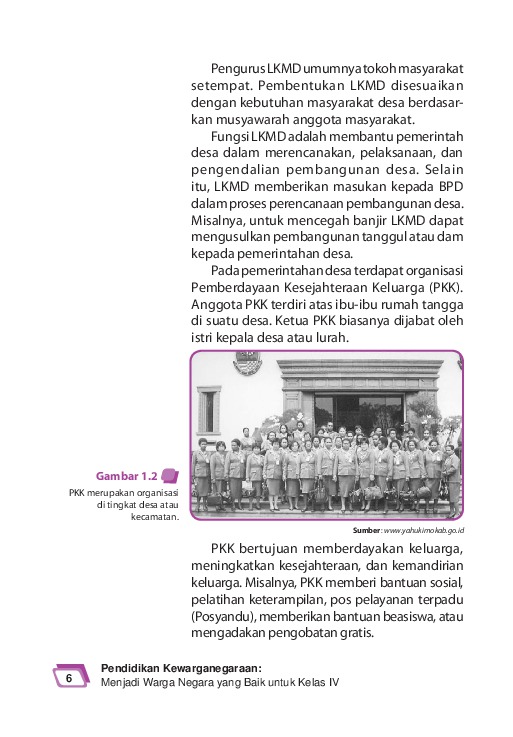 Pengurus LKMD umumnya tokoh masyarakat
setempat. Pembentukan LKMD disesuaikan
dengan kebutuhan masyarakat desa berdasar-
kan musyawarah anggota masyarakat.
Fungsi LKMD adalah membantu pemerintah
desa dalam merencanakan, pelaksanaan, dan
pengendalian pembangunan desa. Selain
itu, LKMD memberikan masukan kepada BPD
dalam proses perencanaan pembangunan desa.
Misalnya, untuk mencegah banjir LKMD dapat
mengusulkan pembangunan tanggul atau dam
kepada pemerintahan desa.
Pada pemerintahan desa terdapat organisasi
Pemberdayaan Kesejahteraan Keluarga (PKK).
Anggota PKK terdiri atas ibu-ibu rumah tangga
di suatu desa. Ketua PKK biasanya dijabat oleh
istri kepala desa atau lurah.
Gambar 1.2
PKK merupakan organisasi
di tingkat desa atau
kecamatan.
Sumber: www.yahukimokab.go.id
PKK bertujuan memberdayakan keluarga,
meningkatkan kesejahteraan, dan kemandirian
keluarga. Misalnya, PKK memberi bantuan sosial,
pelatihan keterampilan, pos pelayanan terpadu
(Posyandu), memberikan bantuan beasiswa, atau
mengadakan pengobatan gratis.
6
Pendidikan Kewarganegaraan:
Menjadi Warga Negara yang Baik untuk Kelas IV